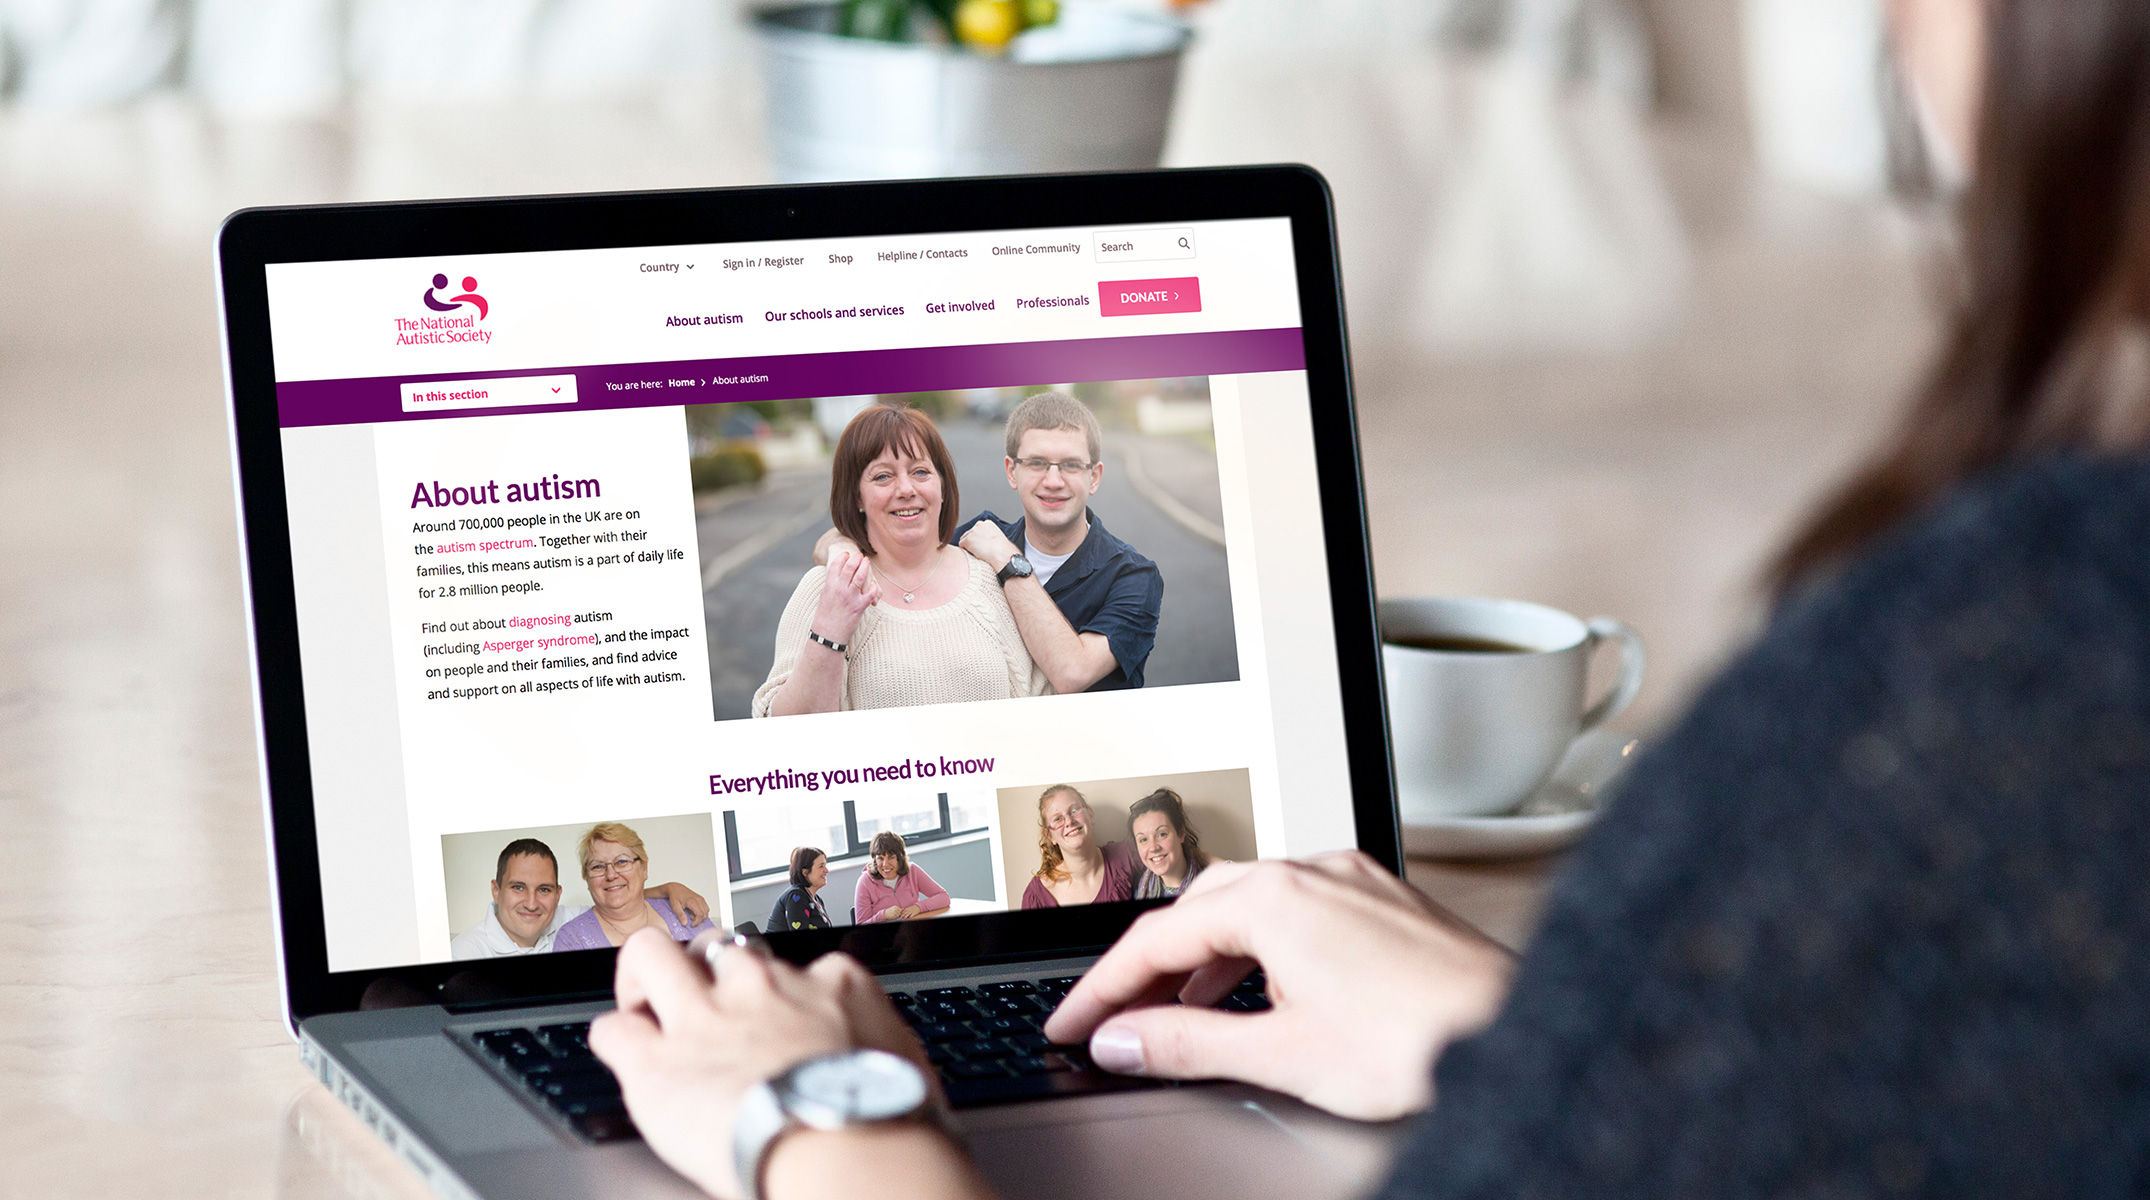 Country
Sign in / Register
Shop
Helpline / Contacts
Online Community
Search
The National
Autistic Society
About autism
Our schools and services
Get involved
Professionals
DONATE >
In this section
You are here: Home > About autism
About autism
Around 700,000 people in the UK are on
the autism spectrum. Together with their
families, this means autism is a part of daily life
for 2.8 million people.
Find out about diagnosing autism
(including Asperger syndrome), and the impact
on people and their families, and find advice
and support on all aspects of life with autism.
Everything you need to know